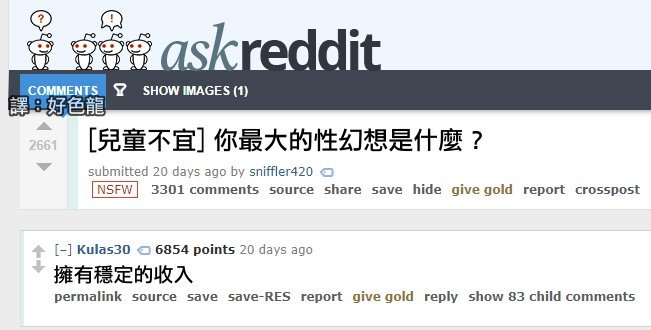 ? !
askreddit
COMMENTS SHOW IMAGES (1)
譯:好色龍
[兒童不宜] 你最大的性幻想是什麼?
2661
submitted 20 days ago by sniffler420
NSFW 3301 comments source share save hide give gold report crosspost
[–] Kulas30 6854 points 20 days ago
擁有穩定的收入
permalink source save save-RES report give gold reply show 83 child comments